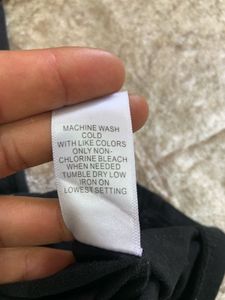 MACHINE WASH
COLD
WITH LIKE COLORS
ONLY NON-
CHLORINE BLEACH
WHEN NEEDED
TUMBLE DRY LOW
IRON ON
LOWEST SETTING